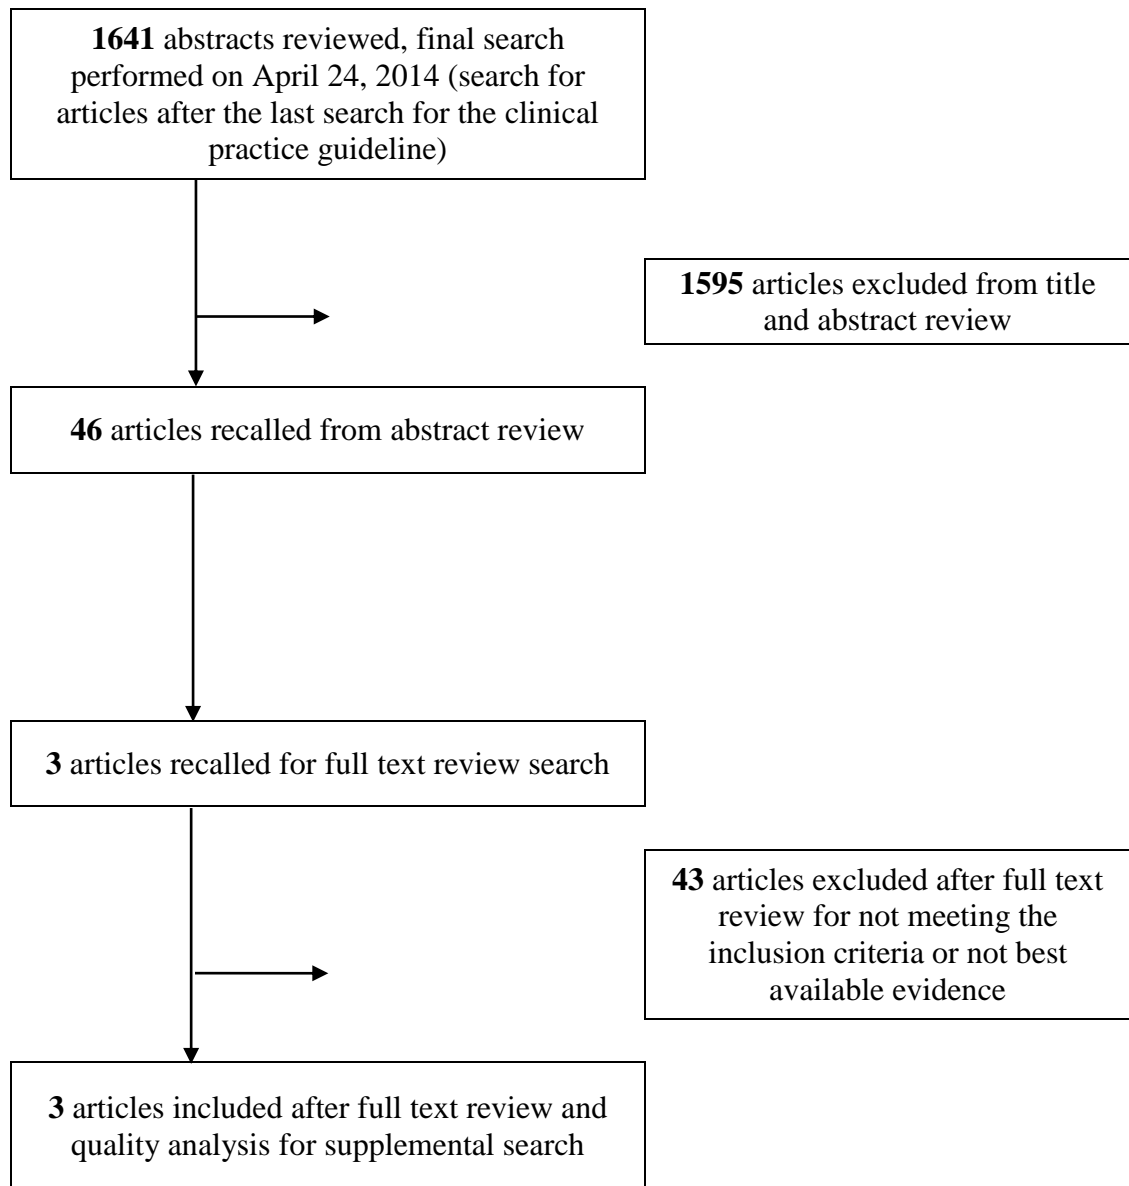 1641 abstracts reviewed, final search
performed on April 24, 2014 (search for
articles after the last search for the clinical
practice guideline)
1595 articles excluded from title
and abstract review
46 articles recalled from abstract review
3 articles recalled for full text review search
43 articles excluded after full text
review for not meeting the
inclusion criteria or not best
available evidence
3 articles included after full text review and
quality analysis for supplemental search